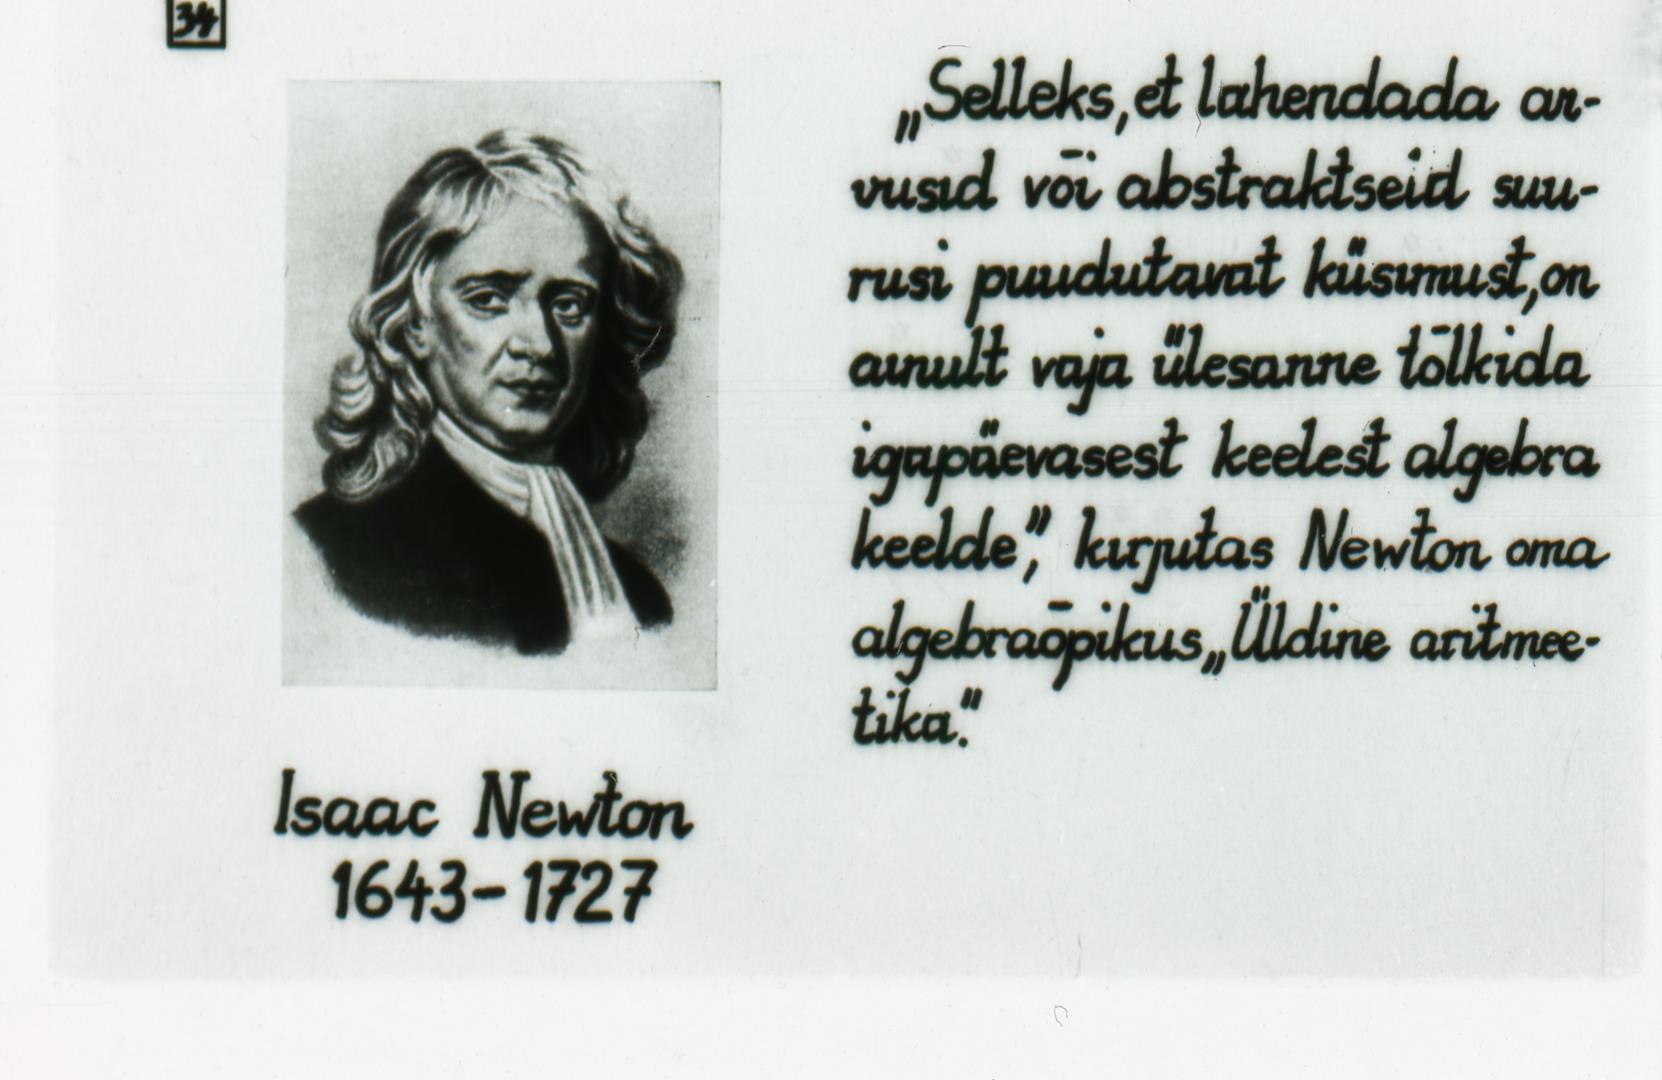 34
„Selleks, et lahendada ar-
vusid või abstraktseid suu-
rusi puudutavat küsimust, on
ainult vaja ülesanne tõlkida
igapäevasest keelest algebra
keelde", kirjutas Newton oma
algebraõpikus „Üldine aritmee-
tika."
Isaac Newton
1643-1727